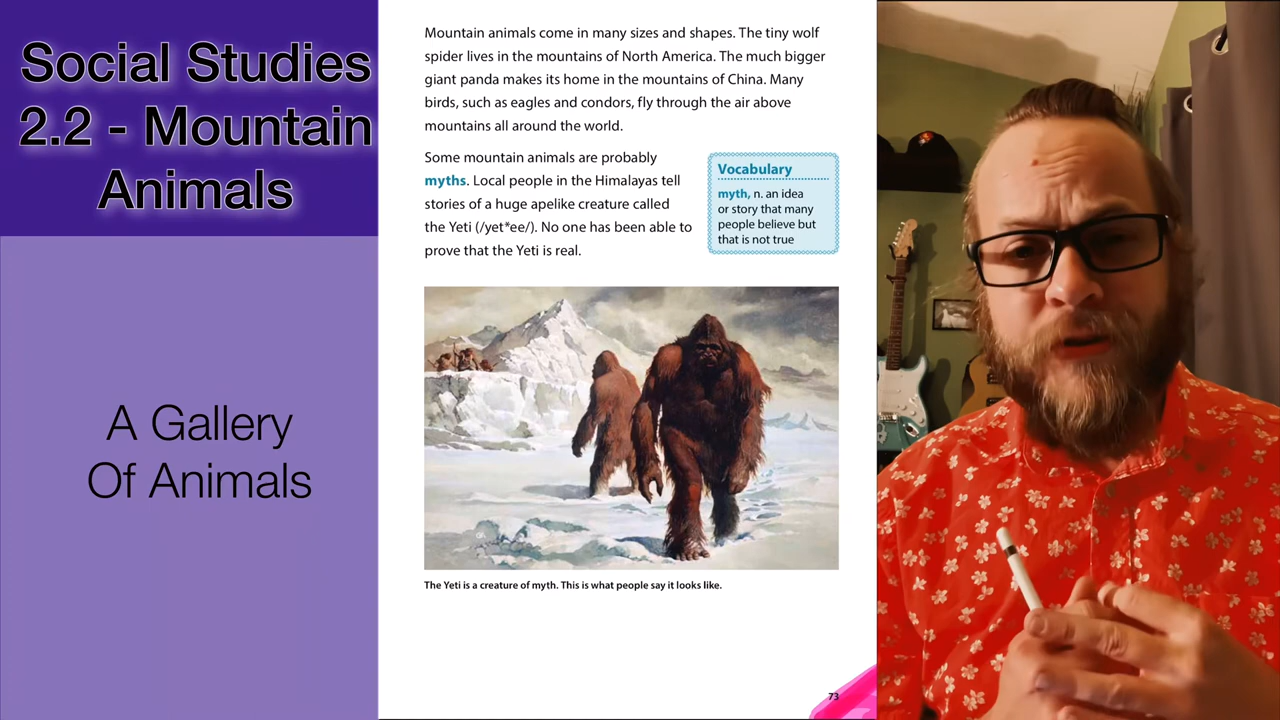 Social Studies
2.2 - Mountain
Animals
A Gallery
Of Animals
Mountain animals come in many sizes and shapes. The tiny wolf
spider lives in the mountains of North America. The much bigger
giant panda makes its home in the mountains of China. Many
birds, such as eagles and condors, fly through the air above
mountains all around the world.
Some mountain animals are probably
myths. Local people in the Himalayas tell
stories of a huge apelike creature called
the Yeti (/yet*ee/). No one has been able to
prove that the Yeti is real.
Vocabulary
myth, n. an idea
or story that many
people believe but
that is not true
The Yeti is a creature of myth. This is what people say it looks like.
73